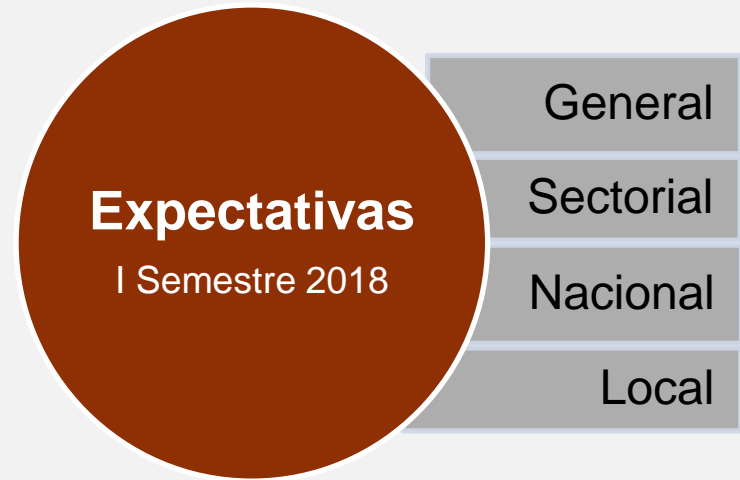 Expectativas
I Semestre 2018
General
Sectorial
Nacional
Local